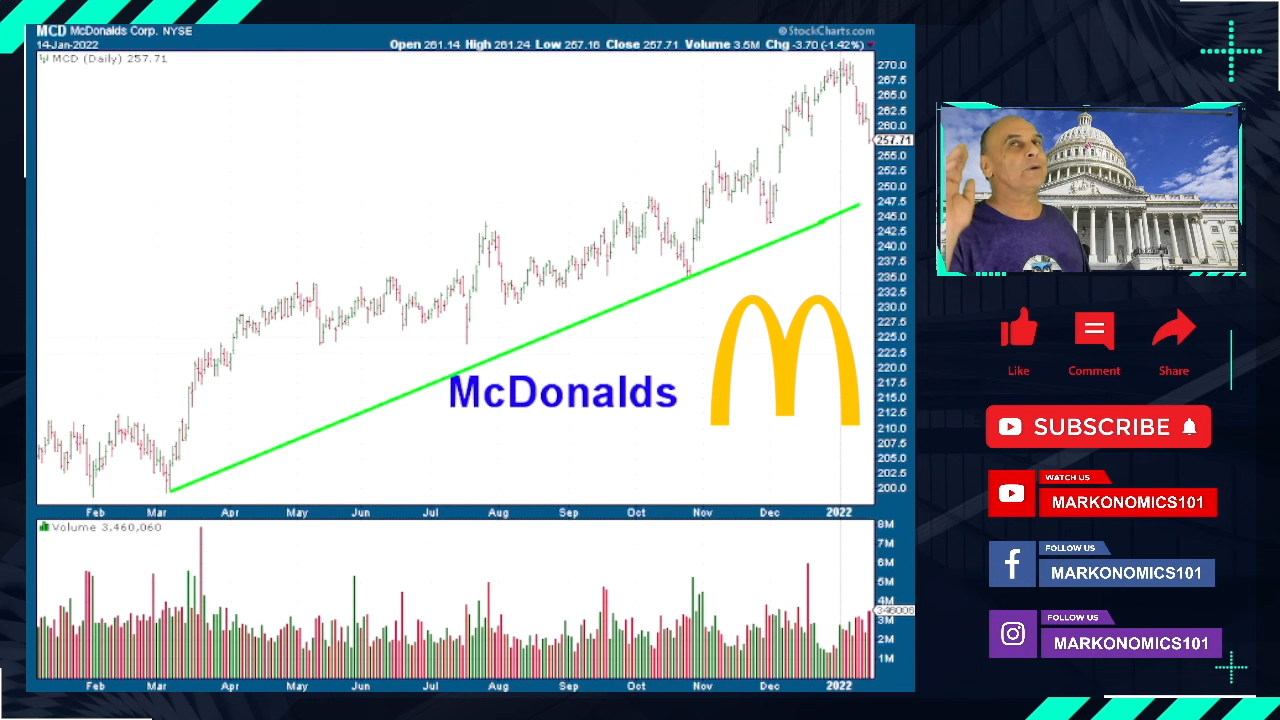 MCD McDonalds Corp. NYSE
© StockCharts.com
14-Jan-2022
Open 261.14 High 261.24 Low 257.16 Close 257.71 Volume 3.5M Chg -3.70 (-1.42%)
MCD (Daily) 257.71
270.0
267.5
265.0
262.5
260.0
257.71
255.0
252.5
250.0
247.5
245.0
242.5
240.0
237.5
235.0
232.5
230.0
227.5
225.0
222.5
220.0
217.5
215.0
212.5
210.0
207.5
205.0
202.5
200.0
McDonalds
Feb Mar Apr May Jun Jul Aug Sep Oct Nov Dec 2022
Volume 3,460,060
8M
7M
6M
5M
4M
3460060
3M
2M
1M
Feb Mar Apr May Jun Jul Aug Sep Oct Nov Dec 2022
Like Comment Share
SUBSCRIBE
WATCH US
MARKONOMICS101
FOLLOW US
MARKONOMICS101
FOLLOW US
MARKONOMICS101